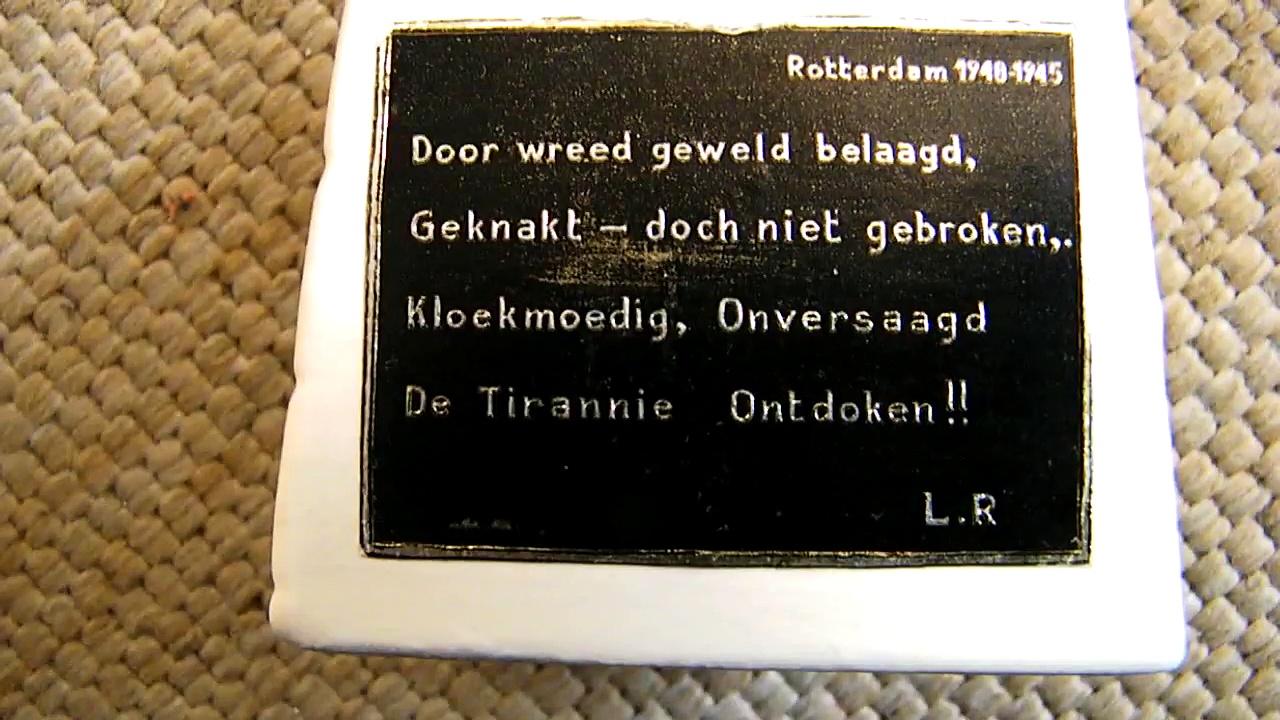 Rotterdam 1940-1945
Door wreed geweld belaagd,
Geknakt – doch niet gebroken,.
Kloekmoedig, Onversaagd
De Tirannie Ontdoken!!
L.R